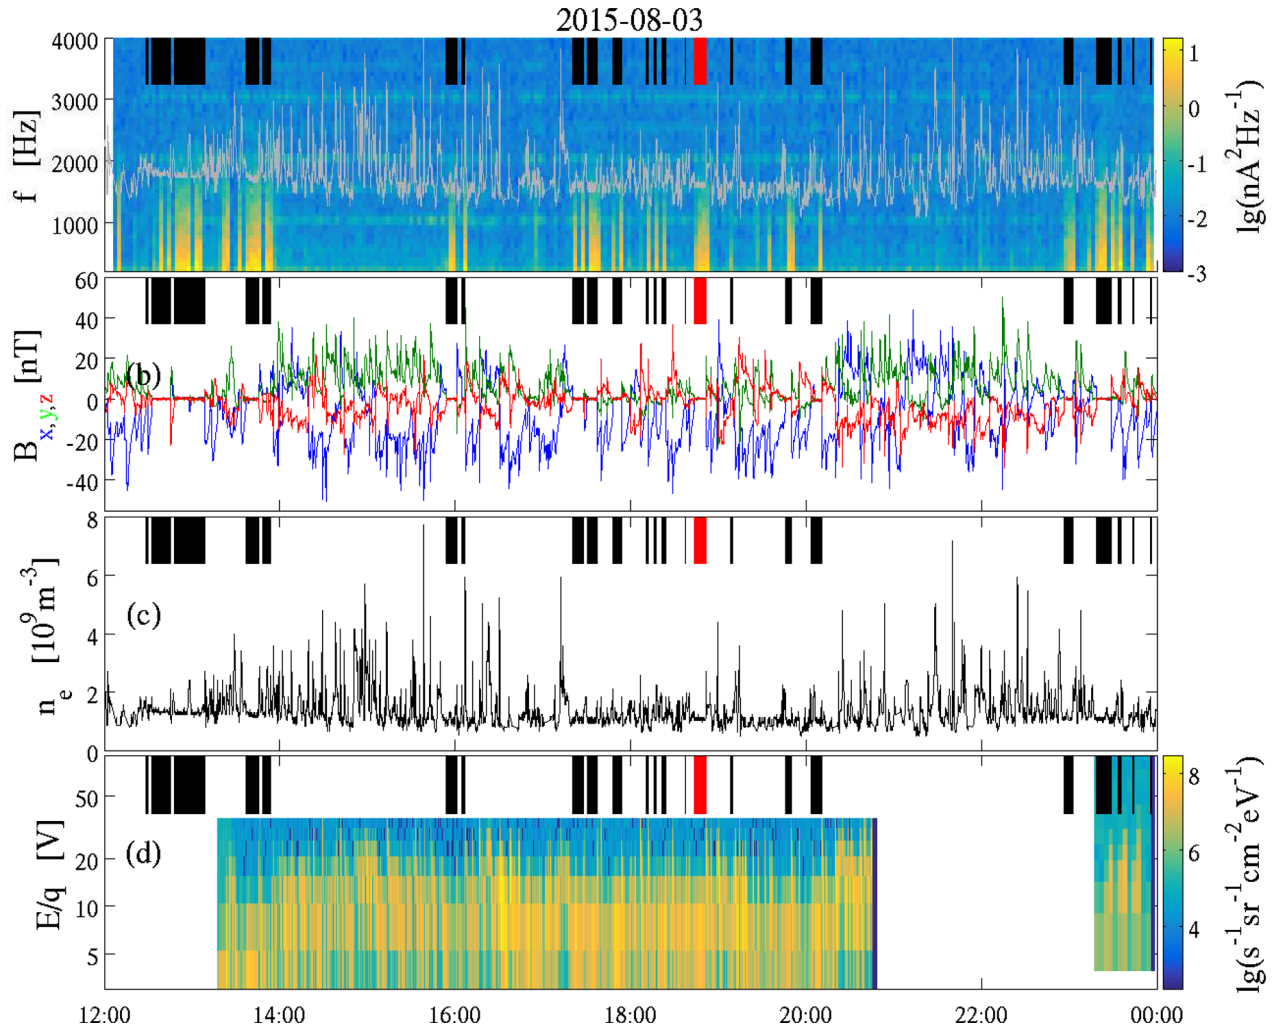 2015-08-03
4000
3000
2000
1000
f [Hz]
1
0
-1
-2
-3
lg(nA²Hz⁻¹)
60
40
20
0
-20
-40
B x,y,z [nT]
(b)
8
6
4
2
0
nₑ [10⁹m⁻³]
(c)
50
20
10
5
E/q [V]
(d)
8
6
4
lg(s⁻¹sr⁻¹cm⁻²eV⁻¹)
12:00 14:00 16:00 18:00 20:00 22:00 00:00